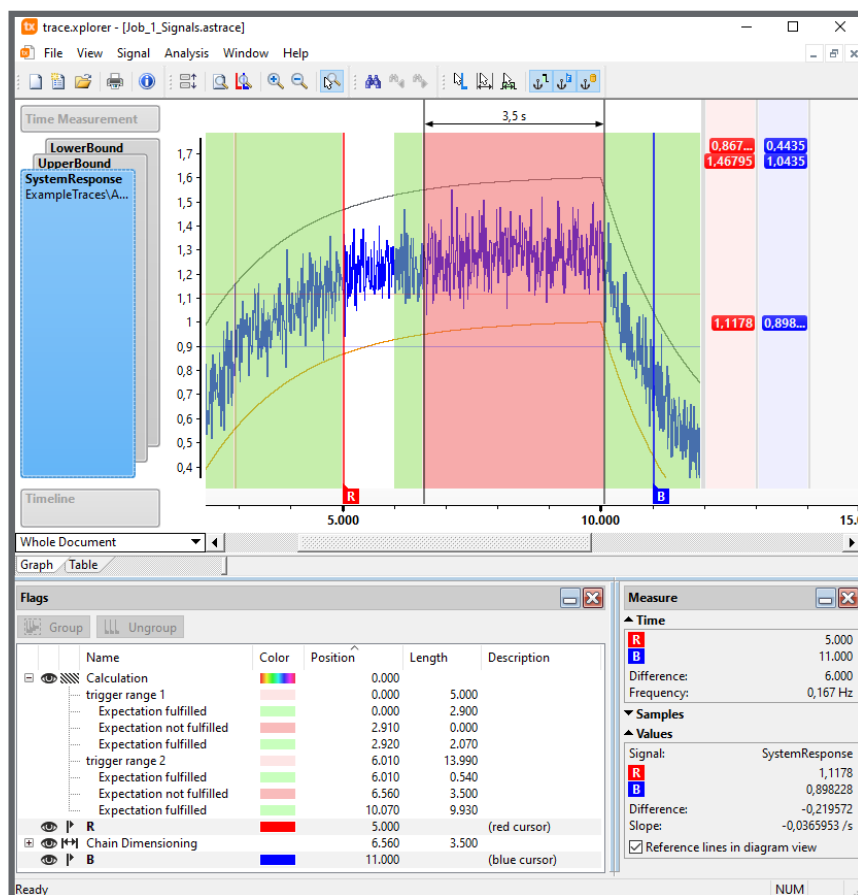 trace.xplorer - [Job_1_Signals.astrace]
File View Signal Analysis Window Help
Time Measurement
LowerBound
UpperBound
SystemResponse
ExampleTraces\A...
Timeline
3,5 s
1,7
1,6
1,5
1,4
1,3
1,2
1,1
1
0,9
0,8
0,7
0,6
0,5
0,4
0,867... 0,4435
1,46795 1,0435
1,1178 0,898...
R B
5.000 10.000 15.0
Whole Document
Graph Table
Flags
Group Ungroup
Name Color Position Length Description
Calculation 0.000
trigger range 1 0.000 5.000
Expectation fulfilled 0.000 2.900
Expectation not fulfilled 2.910 0.000
Expectation fulfilled 2.920 2.070
trigger range 2 6.010 13.990
Expectation fulfilled 6.010 0.540
Expectation not fulfilled 6.560 3.500
Expectation fulfilled 10.070 9.930
R 5.000 (red cursor)
Chain Dimensioning 6.560 3.500
B 11.000 (blue cursor)
Measure
Time
R 5.000
B 11.000
Difference: 6.000
Frequency: 0,167 Hz
Samples
Values
Signal: SystemResponse
R 1,1178
B 0,898228
Difference: -0,219572
Slope: -0,0365953 /s
Reference lines in diagram view
Ready NUM